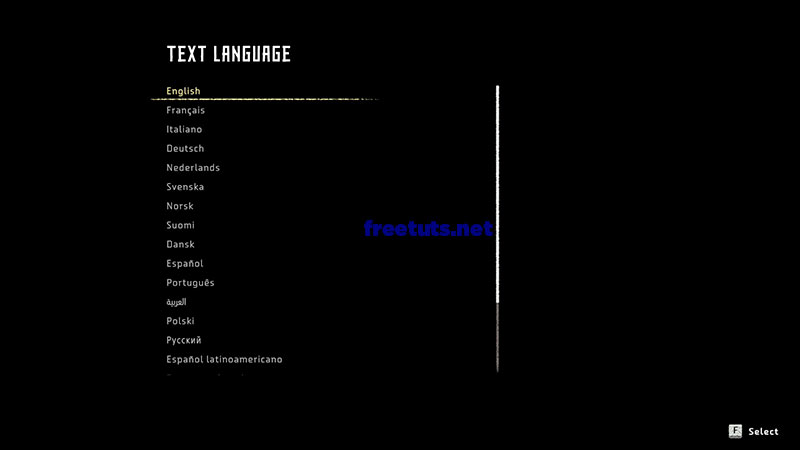 TEXT LANGUAGE
English
Français
Italiano
Deutsch
Nederlands
Svenska
Norsk
Suomi
freetuts.net
Dansk
Español
Português
العربية
Polski
Русский
Español latinoamericano
F Select